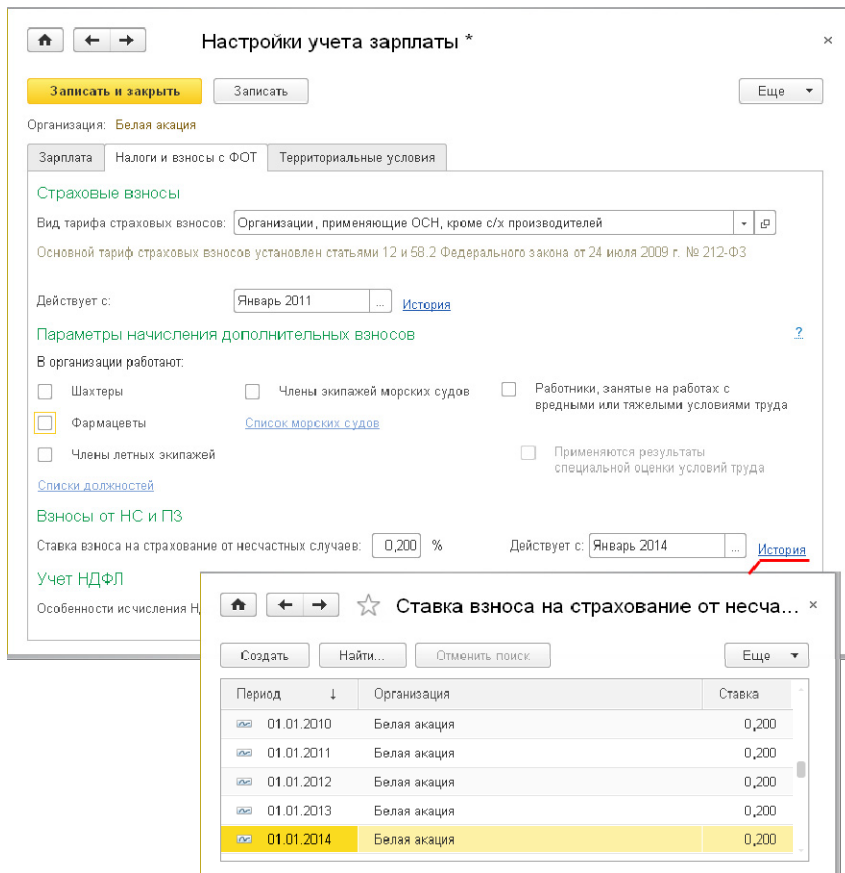 Настройки учета зарплаты *
Записать и закрыть Записать Еще
Организация: Белая акация
Зарплата Налоги и взносы с ФОТ Территориальные условия
Страховые взносы
Вид тарифа страховых взносов: Организации, применяющие ОСН, кроме с/х производителей
Основной тариф страховых взносов установлен статьями 12 и 58.2 Федерального закона от 24 июля 2009 г. № 212-ФЗ
Действует с: Январь 2011 ... История
Параметры начисления дополнительных взносов ?
В организации работают:
Шахтеры Члены экипажей морских судов Работники, занятые на работах с
вредными или тяжелыми условиями труда
Фармацевты Список морских судов
Члены летных экипажей Применяются результаты
специальной оценки условий труда
Списки должностей
Взносы от НС и ПЗ
Ставка взноса на страхование от несчастных случаев: 0,200 % Действует с: Январь 2014 ... История
Учет НДФЛ
Особенности исчисления Н
Ставка взноса на страхование от несча...
Создать Найти... Отменить поиск Еще
Период ↓ Организация Ставка
01.01.2010 Белая акация 0,200
01.01.2011 Белая акация 0,200
01.01.2012 Белая акация 0,200
01.01.2013 Белая акация 0,200
01.01.2014 Белая акация 0,200